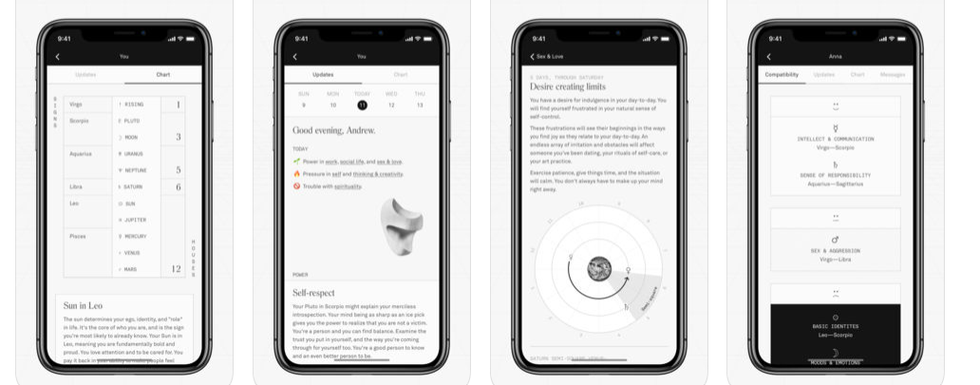 9:41
You
Updates
Chart
SIGNS
Virgo
↑ RISING
1
Scorpio
PLUTO
MOON
3
Aquarius
URANUS
NEPTUNE
5
Libra
SATURN
6
Leo
SUN
JUPITER
Pisces
MERCURY
VENUS
MARS
12
HOUSES
Sun in Leo
The sun determines your ego, identity, and "role"
in life. It's the core of who you are, and is the sign
you're most likely to already know. Your Sun is in
Leo, meaning you are fundamentally bold and
proud. You love attention and to be cared for. You
pay it back in
9:41
You
Updates
Chart
SUN
MON
TODAY
WED
THU
9
10
11
12
13
Good evening, Andrew.
TODAY
Power in work, social life, and sex & love.
Pressure in self and thinking & creativity
Trouble with spirituality.
POWER
Self-respect
Your Pluto in Scorpio might explain your merciless
introspection. Your mind being as sharp as an ice pick
gives you the power to realize that you are not a victim.
You're a person and you can find balance. Examine the
trust you put in yourself, and the way you're coming
through for yourself too. You're a good person to know
and an even better person to be.
9:41
Sex & Love
5 DAYS, THROUGH SATURDAY
Desire creating limits
You have a desire for indulgence in your day-to-day. You
will find yourself frustrated in your natural sense of
self-control.
These frustrations will see their beginnings in the ways
you find joy as they relate to your day-to-day. An
endless array of irritation and obstacles will affect
someone you've been dating, your rituals of self-care, or
your art practice.
Exercise patience, give things time, and the situation
will calm. You don't always have to make up your mind
right away.
9:41
Anna
Compatibility
Updates
Chart
Messages
INTELLECT & COMMUNICATION
Virgo—Scorpio
SENSE OF RESPONSIBILITY
Aquarius—Sagittarius
SEX & AGGRESSION
Virgo—Libra
BASIC IDENTITES
Leo—Scorpio
MOODS & EMOTIONS